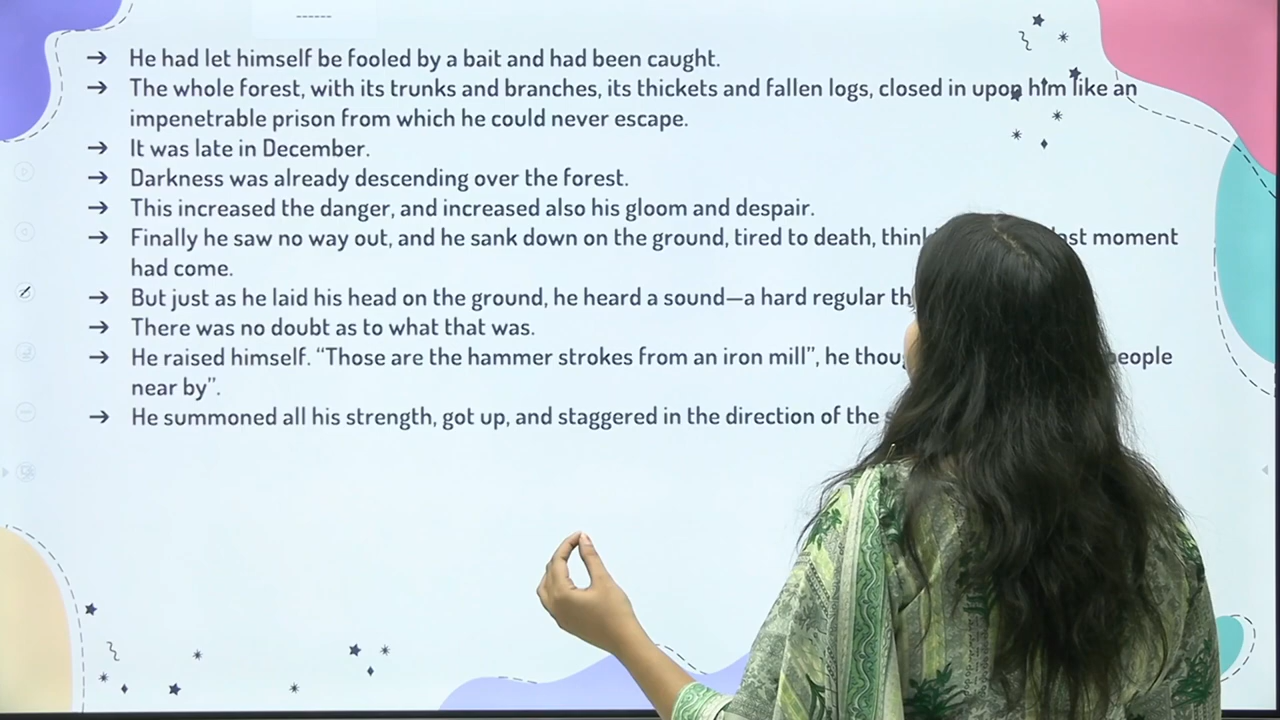 ------
➔ He had let himself be fooled by a bait and had been caught.
➔ The whole forest, with its trunks and branches, its thickets and fallen logs, closed in upon him like an
impenetrable prison from which he could never escape.
➔ It was late in December.
➔ Darkness was already descending over the forest.
➔ This increased the danger, and increased also his gloom and despair.
➔ Finally he saw no way out, and he sank down on the ground, tired to death, moment
had come.
➔ But just as he laid his head on the ground, he heard a sound—a hard regular
➔ There was no doubt as to what that was.
➔ He raised himself. “Those are the hammer strokes from an iron mill”, he people
near by”.
➔ He summoned all his strength, got up, and staggered in the direction of the